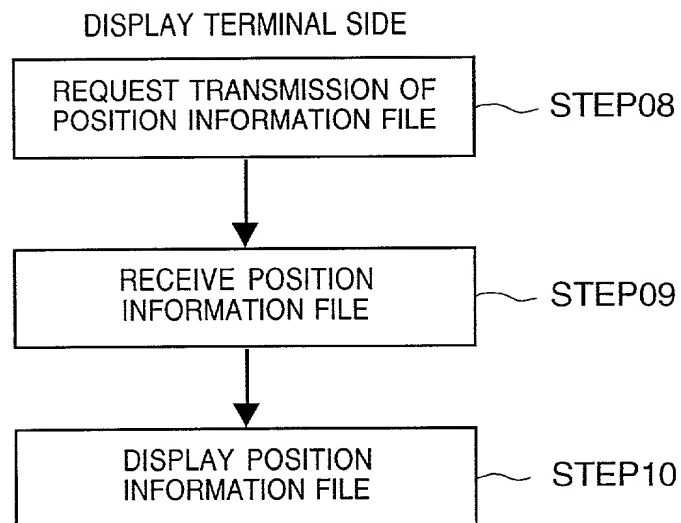 DISPLAY TERMINAL SIDE
REQUEST TRANSMISSION OF
POSITION INFORMATION FILE
STEP08
RECEIVE POSITION
INFORMATION FILE
STEP09
DISPLAY POSITION
INFORMATION FILE
STEP10